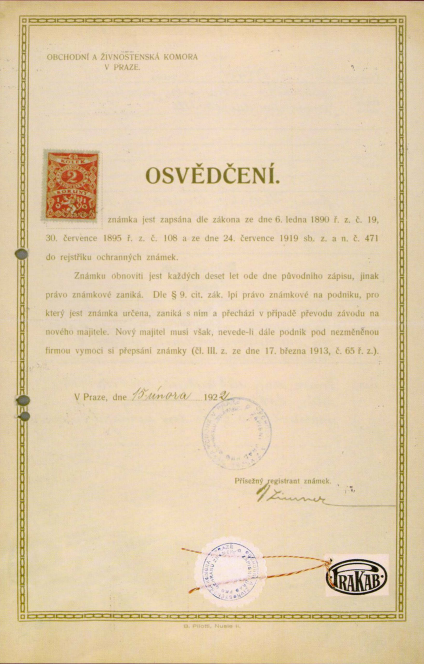 OBCHODNÍ A ŽIVNOSTENSKÁ KOMORA
V PRAZE.
KOLEK
2
KORUNY
OSVĚDČENÍ.
známka jest zapsána dle zákona ze dne 6. ledna 1890 ř. z. č. 19,
30. července 1895 ř. z. č. 108 a ze dne 24. července 1919 sb. z. a n. č. 471
do rejstříku ochranných známek.
Známku obnoviti jest každých deset let ode dne původního zápisu, jinak
právo známkové zaniká. Dle § 9. cit. zák. lpí právo známkové na podniku, pro
který jest známka určena, zaniká s ním a přechází v případě převodu závodu na
nového majitele. Nový majitel musí však, nevede-li dále podnik pod nezměněnou
firmou vymoci si přepsání známky (čl. III. z. ze dne 17. března 1913, č. 65 ř. z.).
V Praze, dne 15 února 1922
Přísežný registrant známek.
PRAKAB